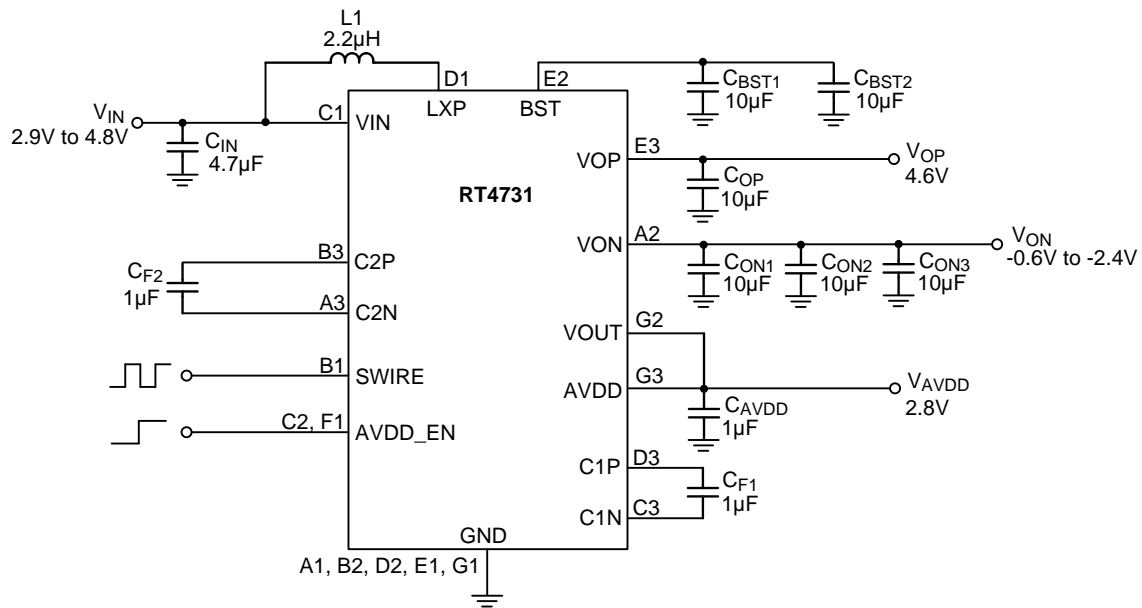 L1
2.2µH
D1
E2
CBST1
10µF
CBST2
10µF
VIN
2.9V to 4.8V
C1
VIN
LXP
BST
CIN
4.7µF
E3
VOP
VOP
4.6V
COP
10µF
RT4731
A2
VON
VON
-0.6V to -2.4V
CON1
10µF
CON2
10µF
CON3
10µF
B3
C2P
CF2
1µF
A3
C2N
G2
VOUT
B1
SWIRE
G3
AVDD
VAVDD
2.8V
CAVDD
1µF
C2, F1
AVDD_EN
D3
C1P
CF1
1µF
C3
C1N
GND
A1, B2, D2, E1, G1